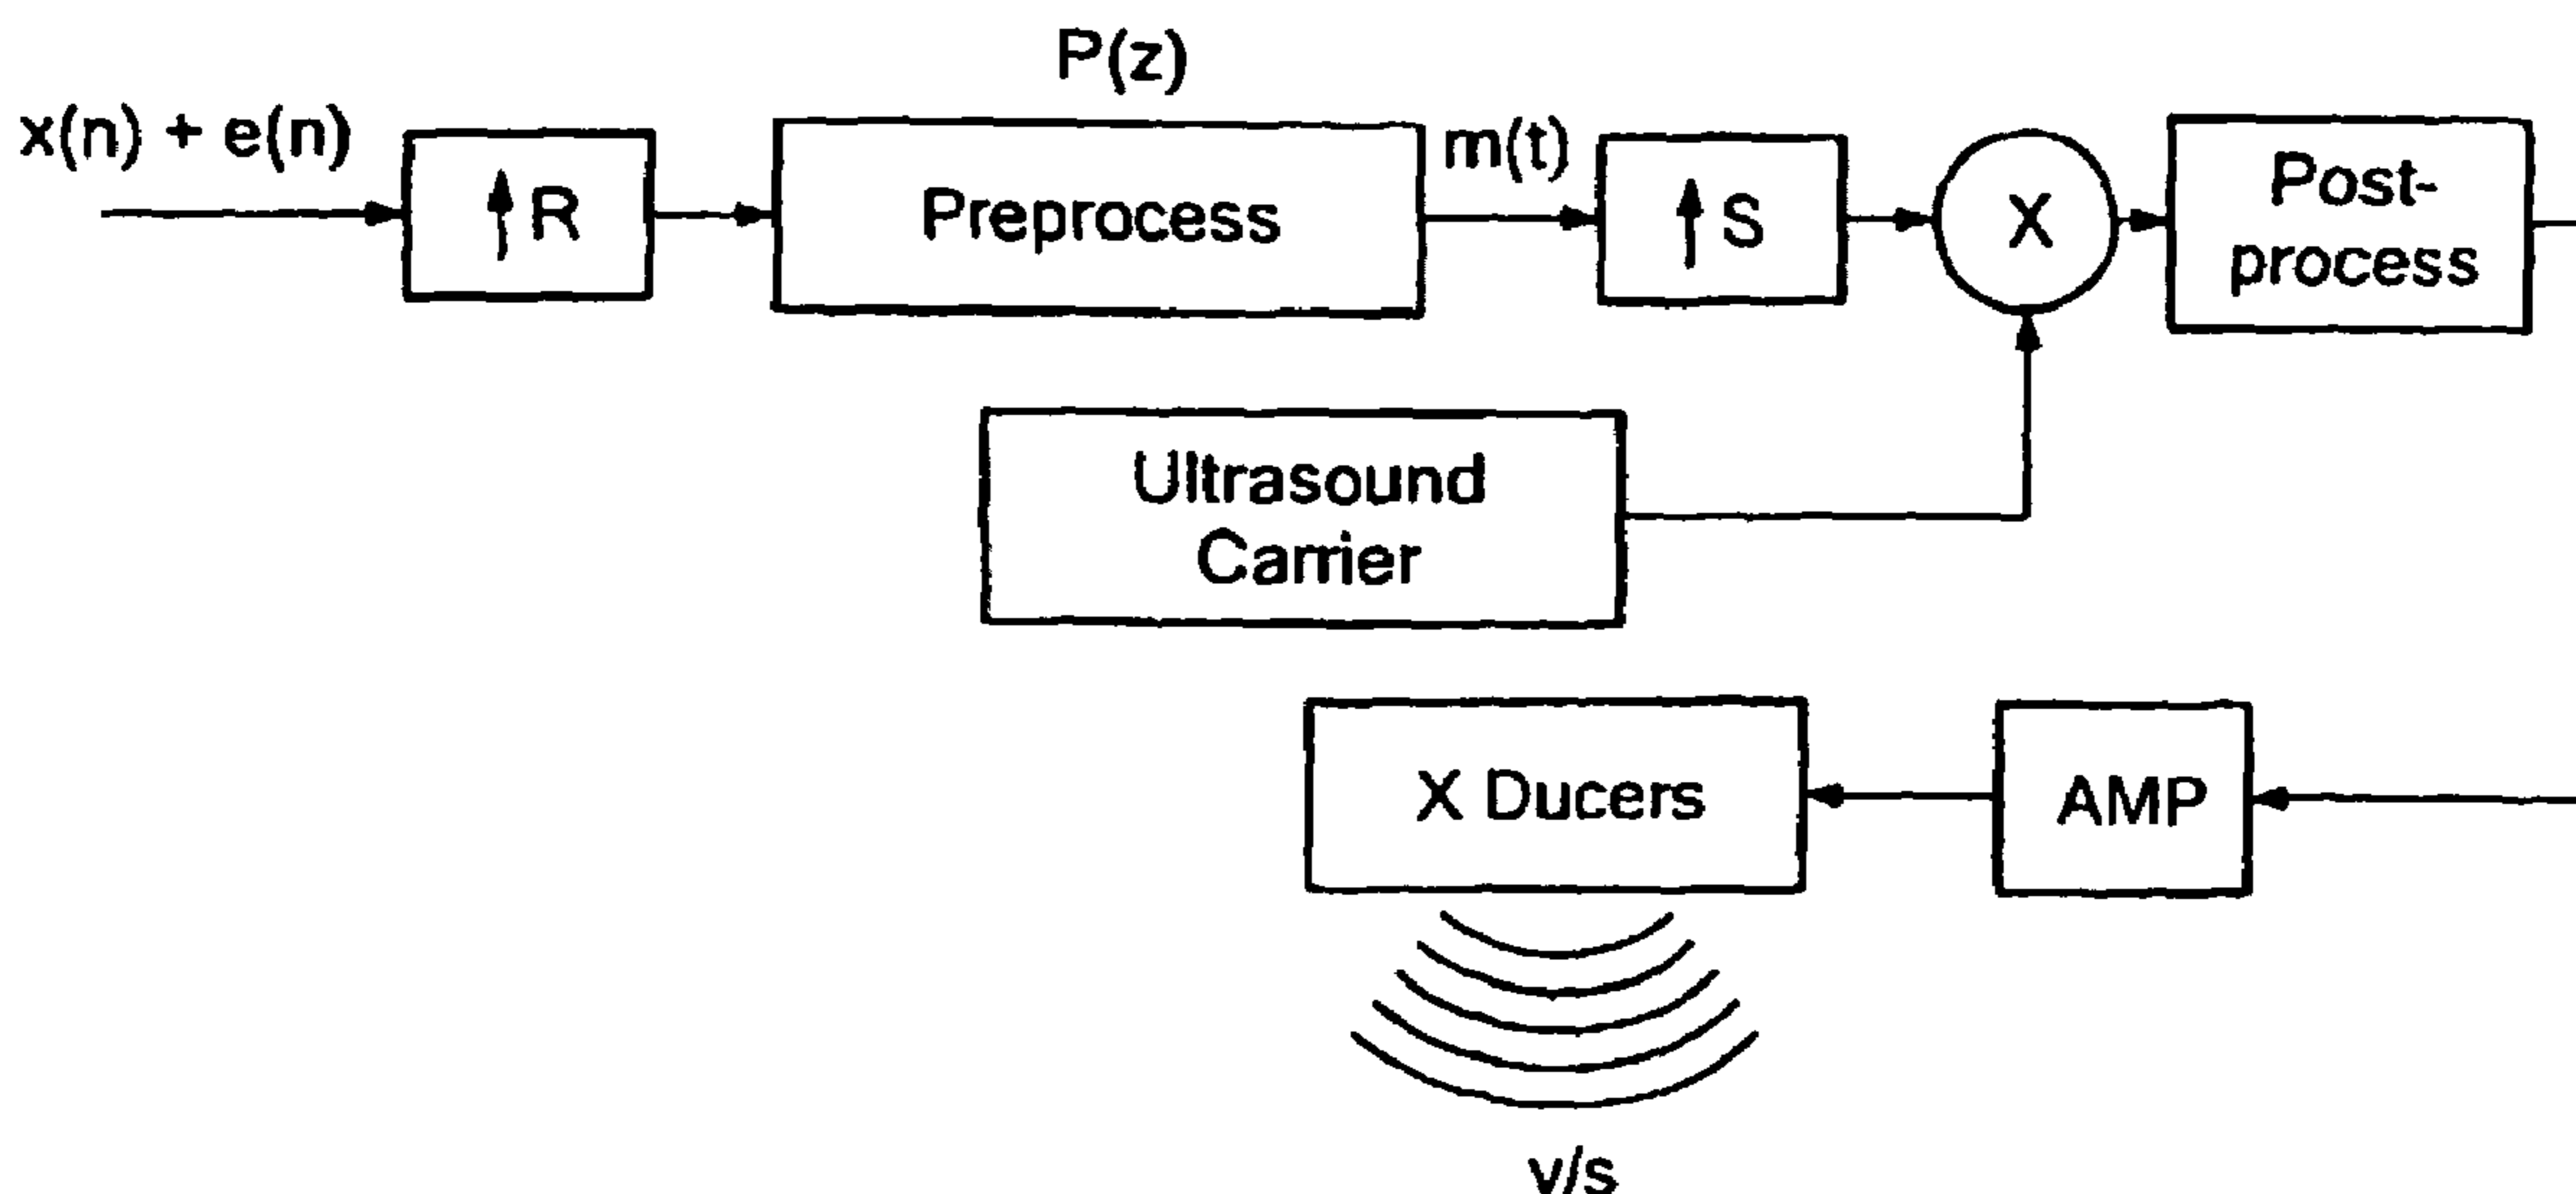 P(z)
x(n) + e(n)
R
Preprocess
m(t)
S
X
Post-
process
Ultrasound
Carrier
X Ducers
AMP
v/s